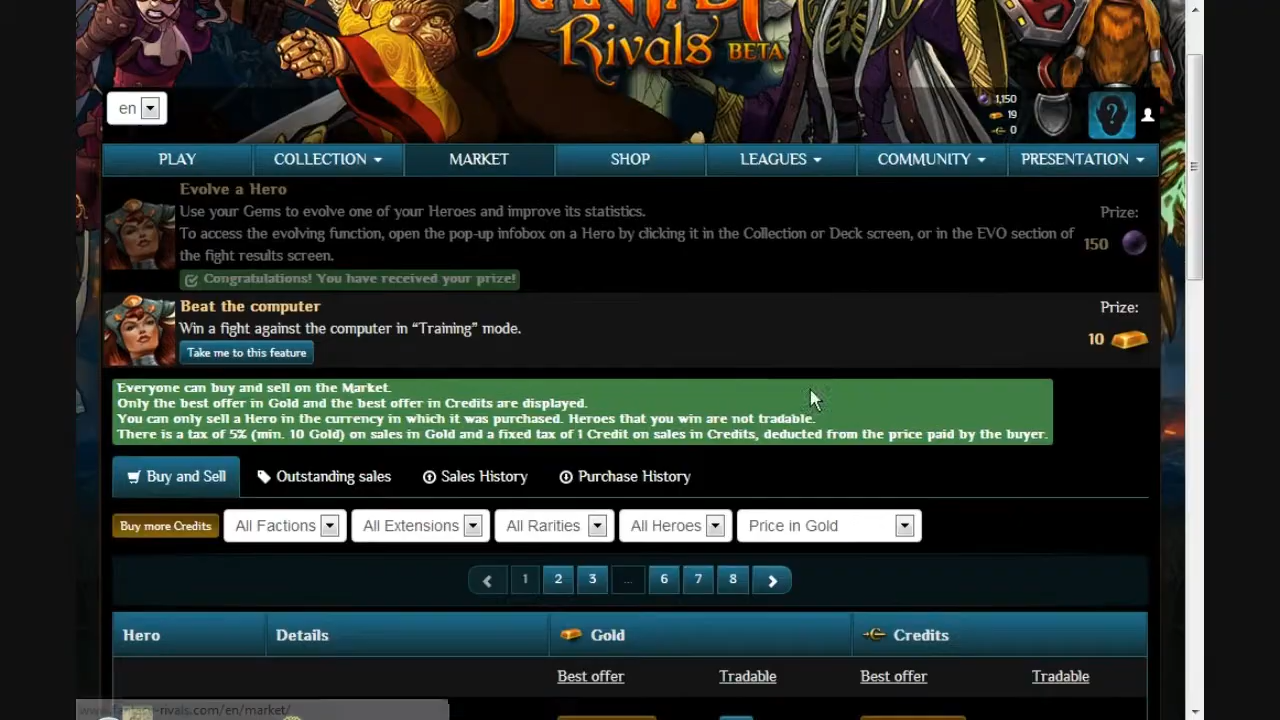 Rivals BETA
en
1,150
19
0
PLAY
COLLECTION
MARKET
SHOP
LEAGUES
COMMUNITY
PRESENTATION
Evolve a Hero
Use your Gems to evolve one of your Heroes and improve its statistics.
To access the evolving function, open the pop-up infobox on a Hero by clicking it in the Collection or Deck screen, or in the EVO section of
the fight results screen.
Prize:
150
Congratulations! You have received your prize!
Beat the computer
Win a fight against the computer in “Training” mode.
Take me to this feature
Prize:
10
Everyone can buy and sell on the Market.
Only the best offer in Gold and the best offer in Credits are displayed.
You can only sell a Hero in the currency in which it was purchased. Heroes that you win are not tradable.
There is a tax of 5% (min. 10 Gold) on sales in Gold and a fixed tax of 1 Credit on sales in Credits, deducted from the price paid by the buyer.
Buy and Sell
Outstanding sales
Sales History
Purchase History
Buy more Credits
All Factions
All Extensions
All Rarities
All Heroes
Price in Gold
1
2
3
...
6
7
8
Hero
Details
Gold
Credits
Best offer
Tradable
Best offer
Tradable